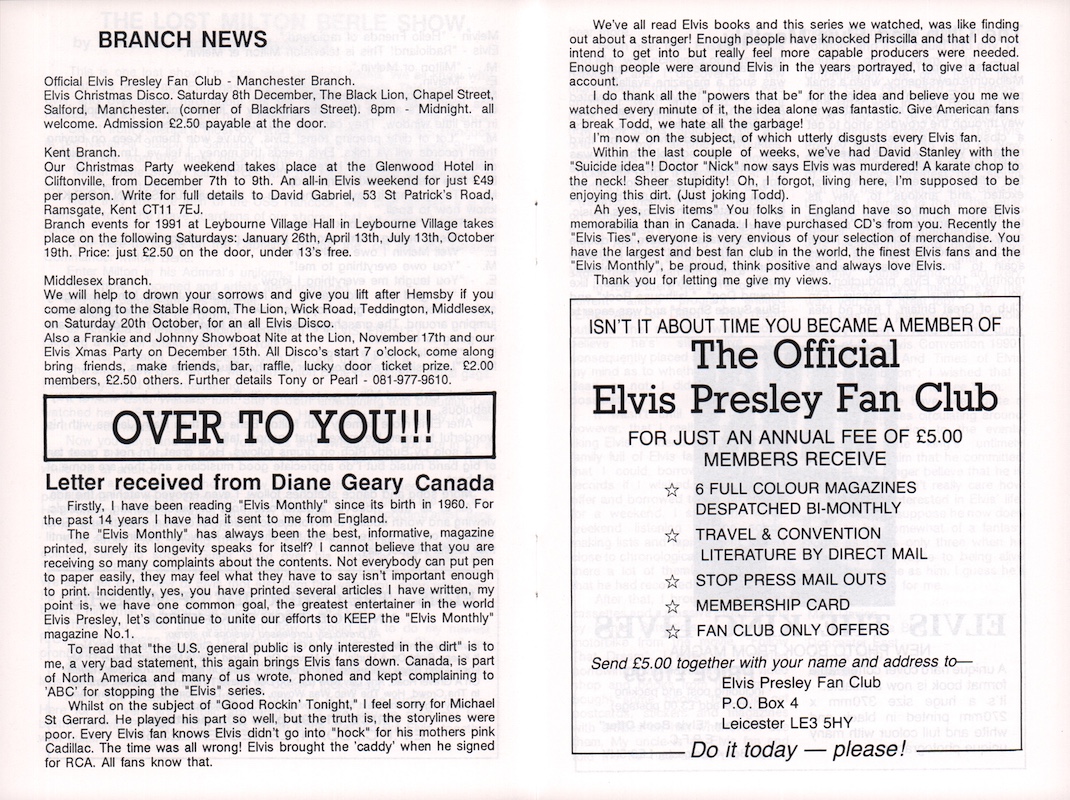 BRANCH NEWS
Official Elvis Presley Fan Club - Manchester Branch.
Elvis Christmas Disco. Saturday 8th December, The Black Lion, Chapel Street,
Salford, Manchester. (corner of Blackfriars Street). 8pm - Midnight. all
welcome. Admission £2.50 payable at the door.
Kent Branch.
Our Christmas Party weekend takes place at the Glenwood Hotel in
Cliftonville, from December 7th to 9th. An all-in Elvis weekend for just £49
per person. Write for full details to David Gabriel, 53 St Patrick's Road,
Ramsgate, Kent CT11 7EJ.
Branch events for 1991 at Leybourne Village Hall in Leybourne Village takes
place on the following Saturdays: January 26th, April 13th, July 13th, October
19th. Price: just £2.50 on the door, under 13's free.
Middlesex branch.
We will help to drown your sorrows and give you lift after Hemsby if you
come along to the Stable Room, The Lion, Wick Road, Teddington, Middlesex,
on Saturday 20th October, for an all Elvis Disco.
Also a Frankie and Johnny Showboat Nite at the Lion, November 17th and our
Elvis Xmas Party on December 15th. All Disco's start 7 o'clock, come along
bring friends, make friends, bar, raffle, lucky door ticket prize. £2.00
members, £2.50 others. Further details Tony or Pearl - 081-977-9610.
OVER TO YOU!!!
Letter received from Diane Geary Canada
Firstly, I have been reading "Elvis Monthly" since its birth in 1960. For
the past 14 years I have had it sent to me from England.
The "Elvis Monthly" has always been the best, informative, magazine
printed, surely its longevity speaks for itself? I cannot believe that you are
receiving so many complaints about the contents. Not everybody can put pen
to paper easily, they may feel what they have to say isn't important enough
to print. Incidently, yes, you have printed several articles I have written, my
point is, we have one common goal, the greatest entertainer in the world
Elvis Presley, let's continue to unite our efforts to KEEP the "Elvis Monthly"
magazine No.1.
To read that "the U.S. general public is only interested in the dirt" is to
me, a very bad statement, this again brings Elvis fans down. Canada, is part
of North America and many of us wrote, phoned and kept complaining to
'ABC' for stopping the "Elvis" series.
Whilst on the subject of "Good Rockin' Tonight," I feel sorry for Michael
St Gerrard. He played his part so well, but the truth is, the storylines were
poor. Every Elvis fan knows Elvis didn't go into "hock" for his mothers pink
Cadillac. The time was all wrong! Elvis brought the 'caddy' when he signed
for RCA. All fans know that.
We've all read Elvis books and this series we watched, was like finding
out about a stranger! Enough people have knocked Priscilla and that I do not
intend to get into but really feel more capable producers were needed.
Enough people were around Elvis in the years portrayed, to give a factual
account.
I do thank all the "powers that be" for the idea and believe you me we
watched every minute of it, the idea alone was fantastic. Give American fans
a break Todd, we hate all the garbage!
I'm now on the subject, of which utterly disgusts every Elvis fan.
Within the last couple of weeks, we've had David Stanley with the
"Suicide idea"! Doctor "Nick" now says Elvis was murdered! A karate chop to
the neck! Sheer stupidity! Oh, I forgot, living here, I'm supposed to be
enjoying this dirt. (Just joking Todd).
Ah yes, Elvis items" You folks in England have so much more Elvis
memorabilia than in Canada. I have purchased CD's from you. Recently the
"Elvis Ties", everyone is very envious of your selection of merchandise. You
have the largest and best fan club in the world, the finest Elvis fans and the
"Elvis Monthly", be proud, think positive and always love Elvis.
Thank you for letting me give my views.
ISN'T IT ABOUT TIME YOU BECAME A MEMBER OF
The Official
Elvis Presley Fan Club
FOR JUST AN ANNUAL FEE OF £5.00
MEMBERS RECEIVE
☆ 6 FULL COLOUR MAGAZINES
DESPATCHED BI-MONTHLY
☆ TRAVEL & CONVENTION
LITERATURE BY DIRECT MAIL
☆ STOP PRESS MAIL OUTS
☆ MEMBERSHIP CARD
☆ FAN CLUB ONLY OFFERS
Send £5.00 together with your name and address to—
Elvis Presley Fan Club
P.O. Box 4
Leicester LE3 5HY
Do it today — please!